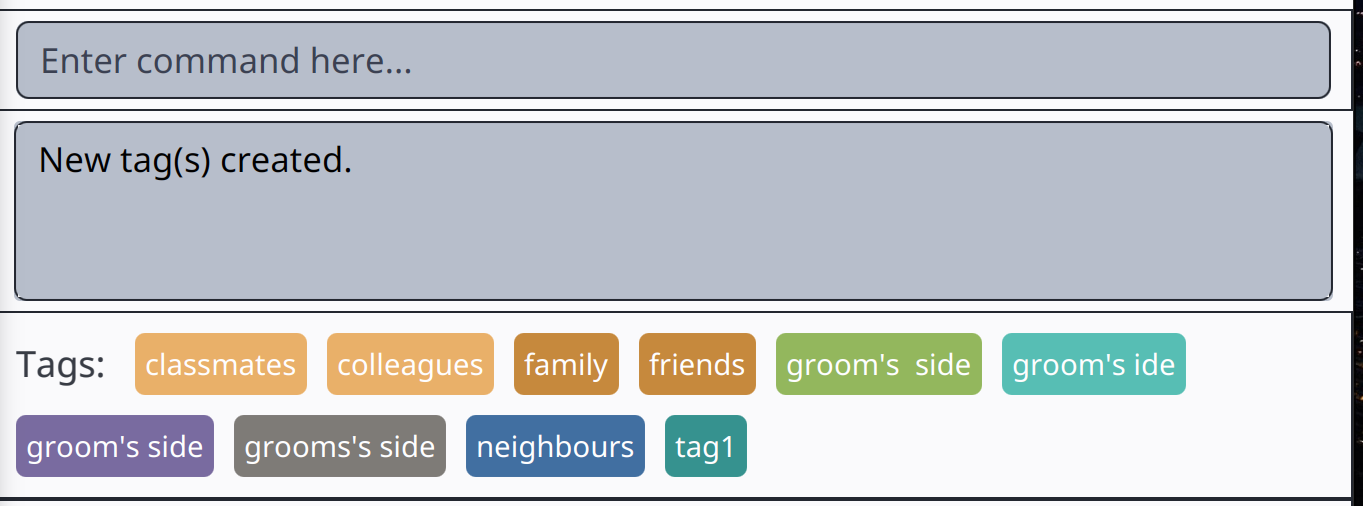 Enter command here...
New tag(s) created.
Tags: classmates colleagues family friends groom's  side groom's ide
groom's side grooms's side neighbours tag1